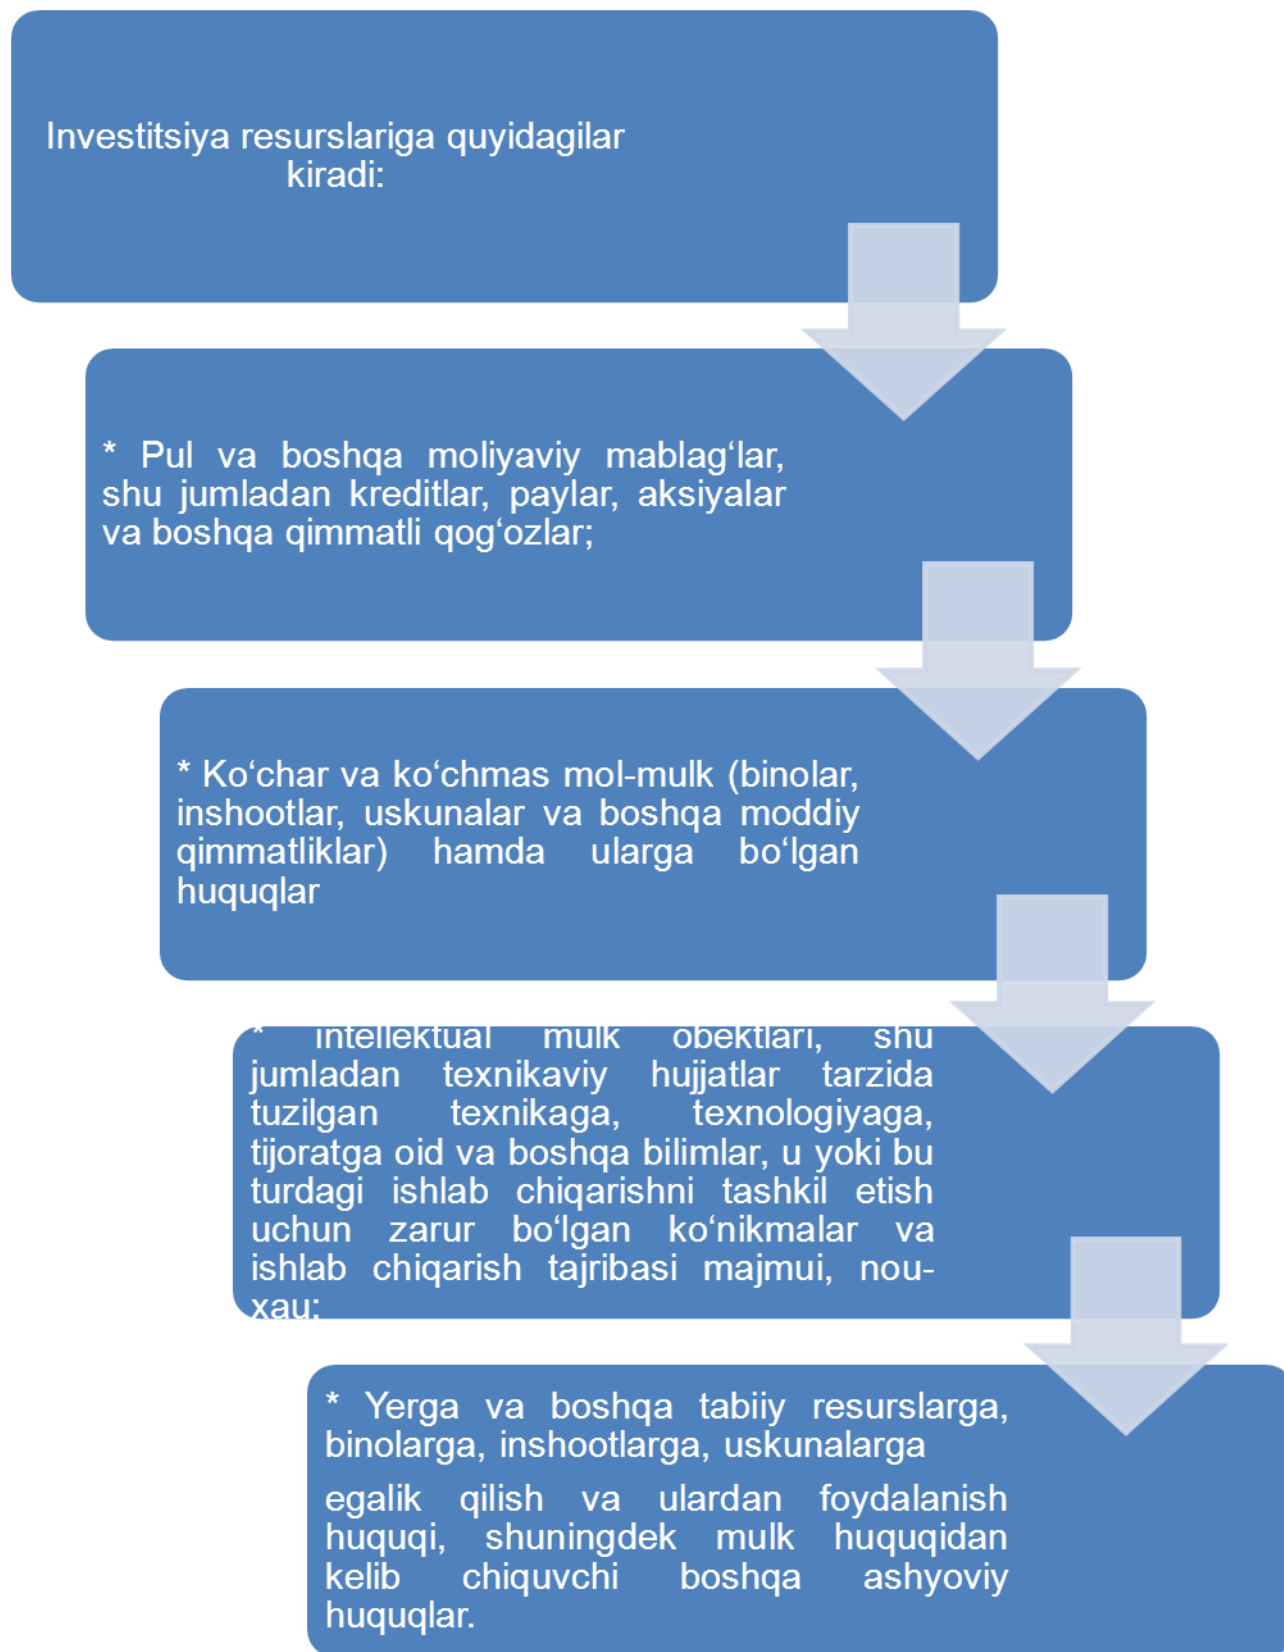 Investitsiya resurslariga quyidagilar
kiradi:
* Pul va boshqa moliyaviy mablag‘lar,
shu jumladan kreditlar, paylar, aksiyalar
va boshqa qimmatli qog‘ozlar;
* Ko‘char va ko‘chmas mol-mulk (binolar,
inshootlar, uskunalar va boshqa moddiy
qimmatliklar) hamda ularga bo‘lgan
huquqlar
* intellektual mulk obektlari, shu
jumladan texnikaviy hujjatlar tarzida
tuzilgan texnikaga, texnologiyaga,
tijoratga oid va boshqa bilimlar, u yoki bu
turdagi ishlab chiqarishni tashkil etish
uchun zarur bo‘lgan ko‘nikmalar va
ishlab chiqarish tajribasi majmui, nou-
xau;
* Yerga va boshqa tabiiy resurslarga,
binolarga, inshootlarga, uskunalarga
egalik qilish va ulardan foydalanish
huquqi, shuningdek mulk huquqidan
kelib chiquvchi boshqa ashyoviy
huquqlar.